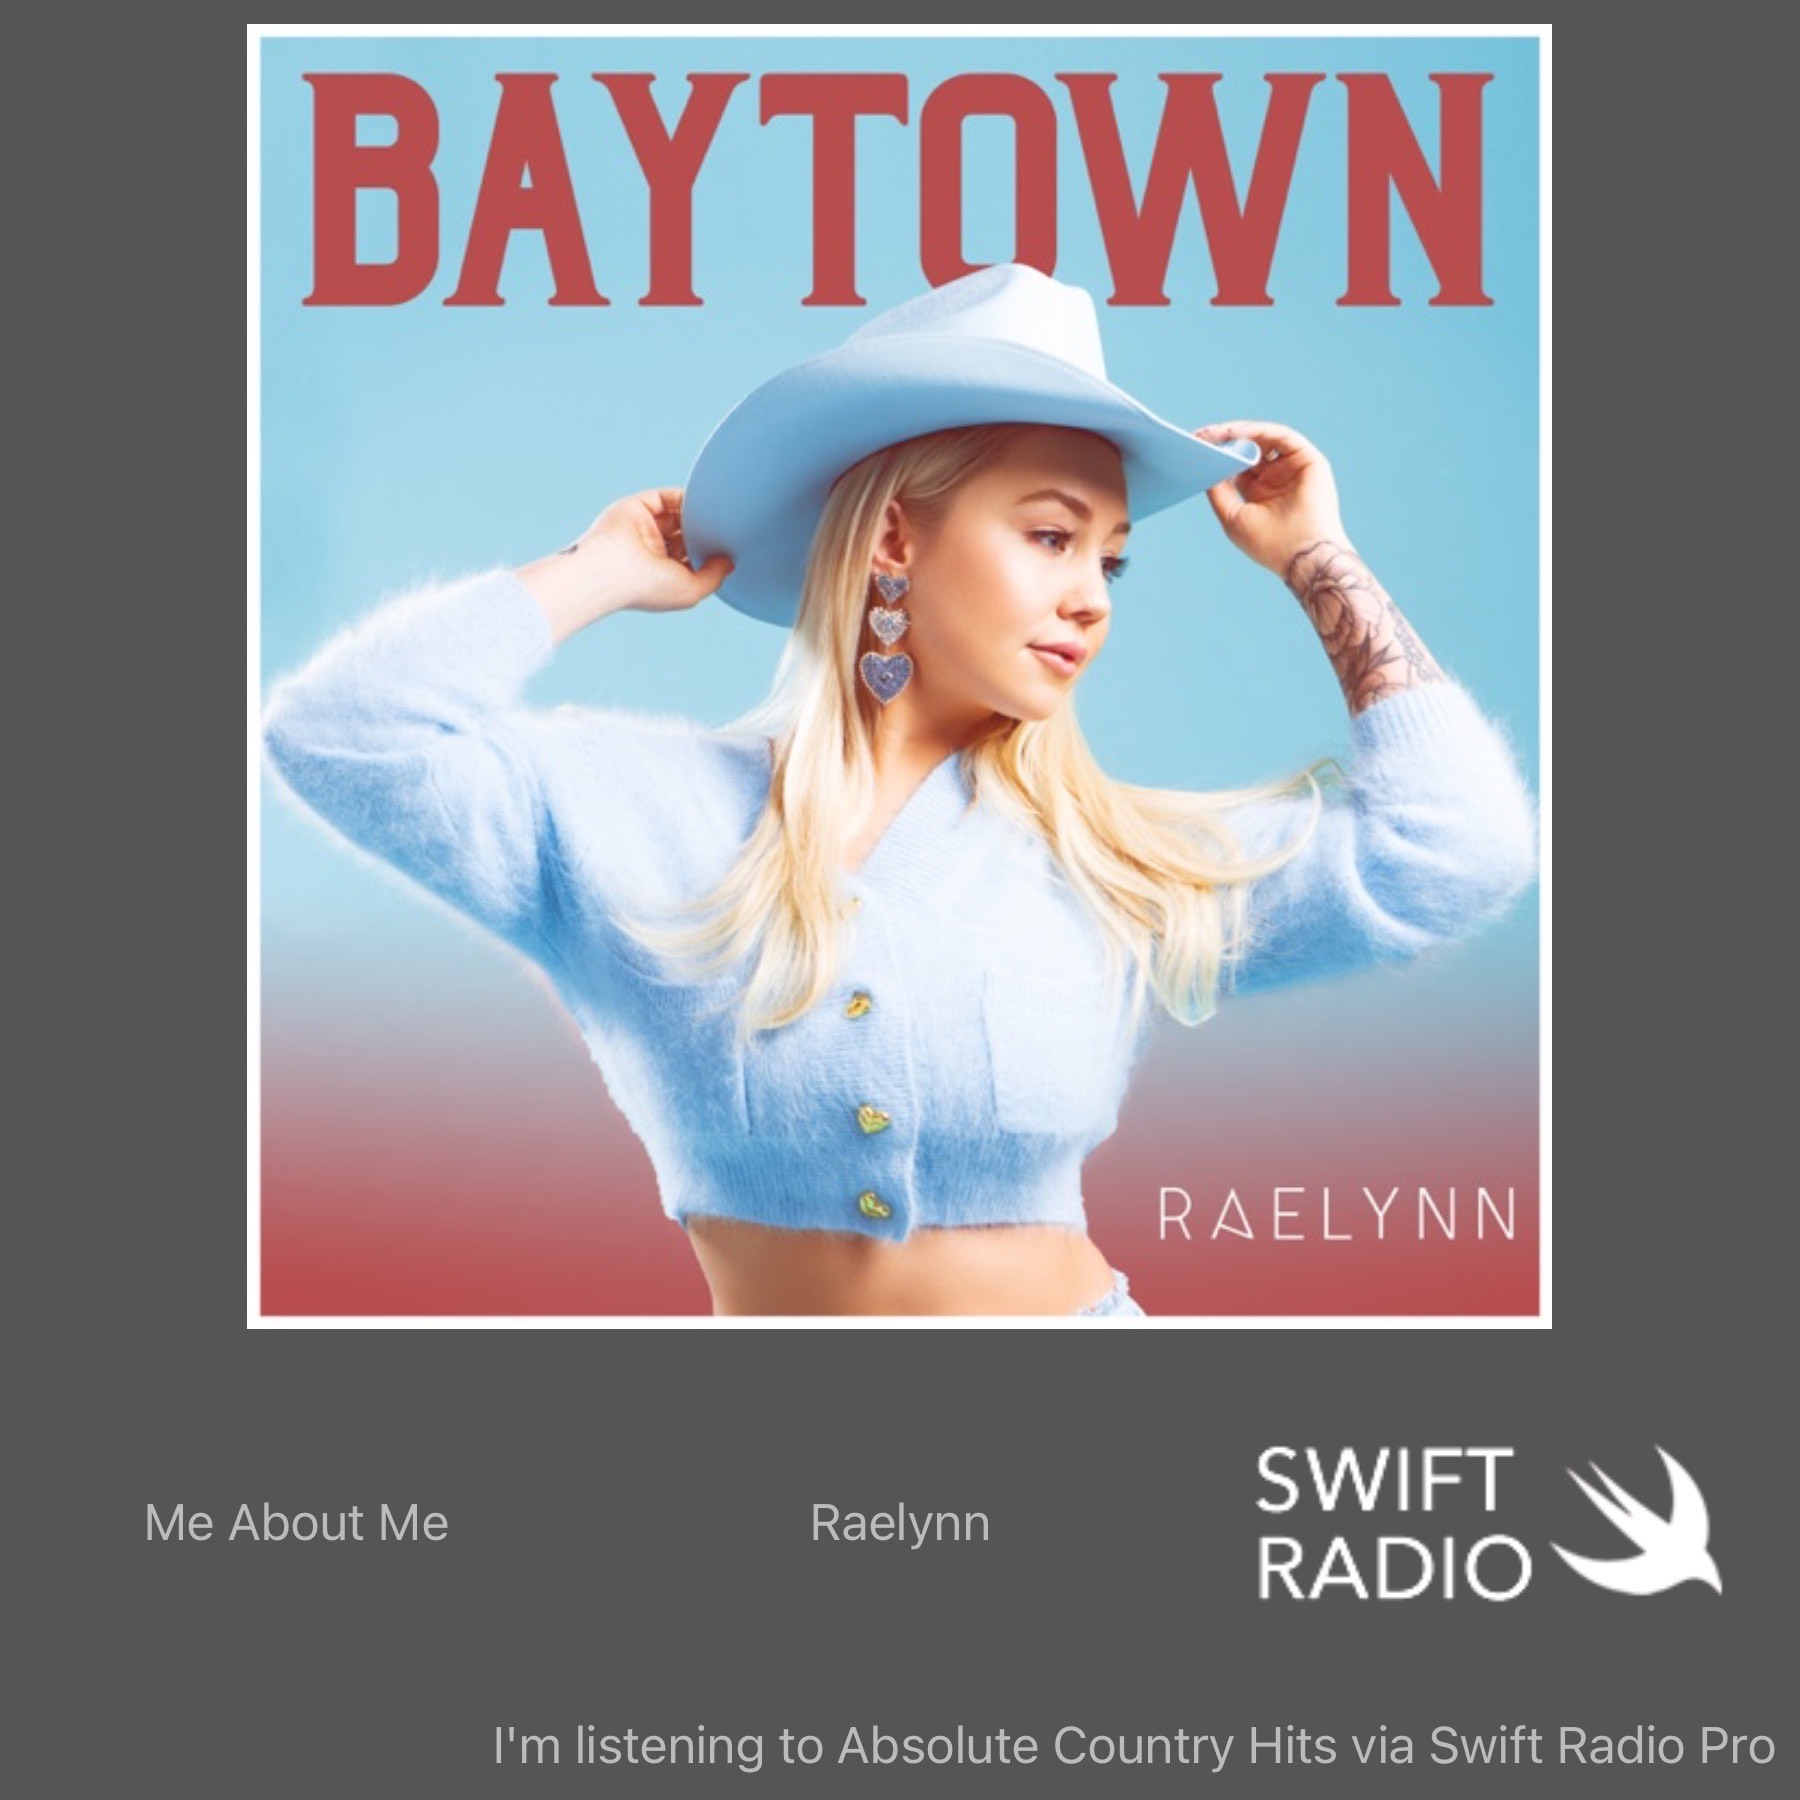 BAYTOWN
RAELYNN
Me About Me
Raelynn
SWIFT
RADIO
I'm listening to Absolute Country Hits via Swift Radio Pro